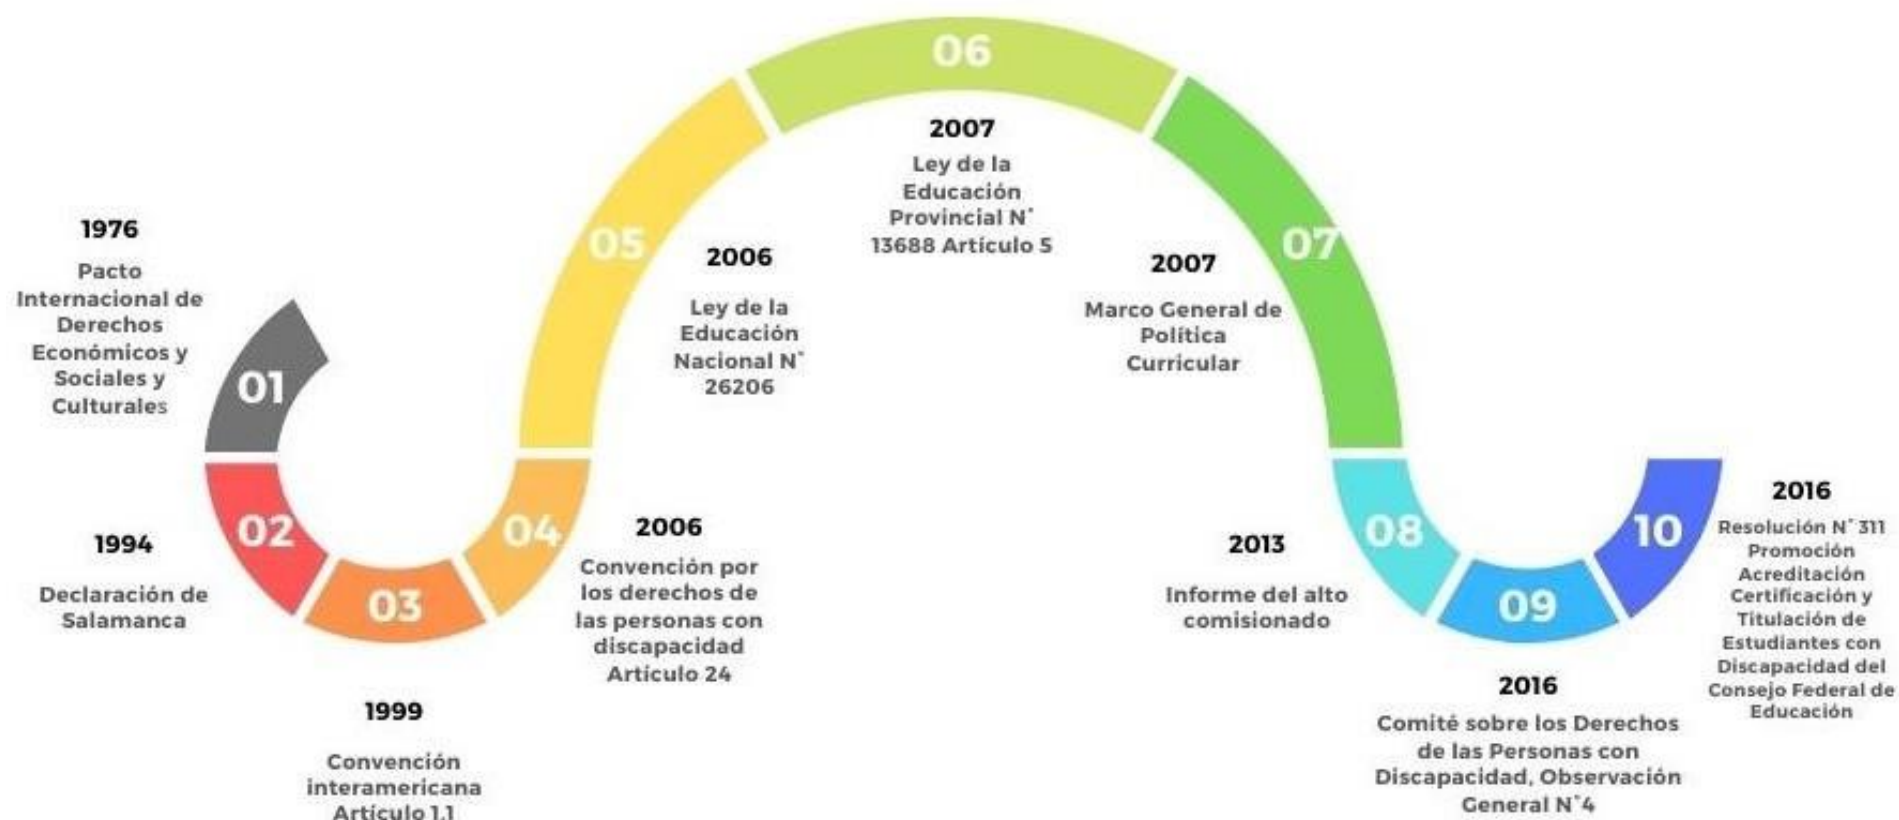 01
1976
Pacto
Internacional de
Derechos
Económicos y
Sociales y
Culturales
02
1994
Declaración de
Salamanca
03
1999
Convención
interamericana
Artículo 1.1
04
2006
Convención por
los derechos de
las personas con
discapacidad
Artículo 24
05
2006
Ley de la
Educación
Nacional N°
26206
06
2007
Ley de la
Educación
Provincial N°
13688 Artículo 5
07
2007
Marco General de
Política
Curricular
08
2013
Informe del alto
comisionado
09
2016
Comité sobre los Derechos
de las Personas con
Discapacidad, Observación
General N°4
10
2016
Resolución N° 311
Promoción
Acreditación
Certificación y
Titulación de
Estudiantes con
Discapacidad del
Consejo Federal de
Educación